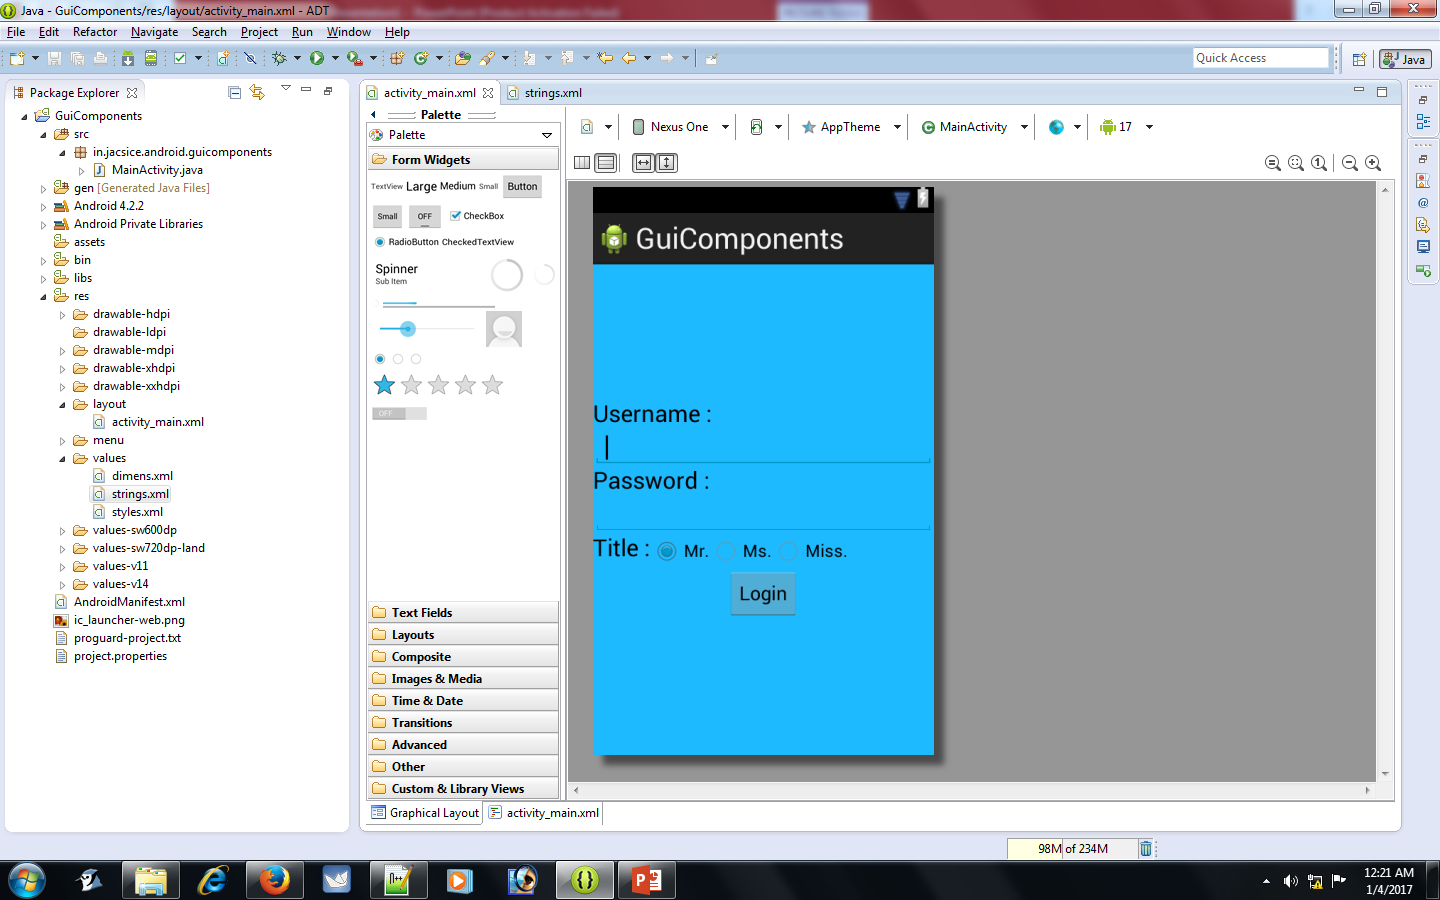 Java - GuiComponents/res/layout/activity_main.xml - ADT
File Edit Refactor Navigate Search Project Run Window Help
Quick Access
Java
Package Explorer
GuiComponents
src
in.jacsice.android.guicomponents
MainActivity.java
gen [Generated Java Files]
Android 4.2.2
Android Private Libraries
assets
bin
libs
res
drawable-hdpi
drawable-ldpi
drawable-mdpi
drawable-xhdpi
drawable-xxhdpi
layout
activity_main.xml
menu
values
dimens.xml
strings.xml
styles.xml
values-sw600dp
values-sw720dp-land
values-v11
values-v14
AndroidManifest.xml
ic_launcher-web.png
proguard-project.txt
project.properties
activity_main.xml strings.xml
Palette
Palette
Form Widgets
TextView Large Medium Small Button
Small OFF CheckBox
RadioButton CheckedTextView
Spinner
Sub Item
OFF
Text Fields
Layouts
Composite
Images & Media
Time & Date
Transitions
Advanced
Other
Custom & Library Views
Nexus One AppTheme MainActivity 17
GuiComponents
Username :
Password :
Title : Mr. Ms. Miss.
Login
Graphical Layout activity_main.xml
98M of 234M
12:21 AM
1/4/2017